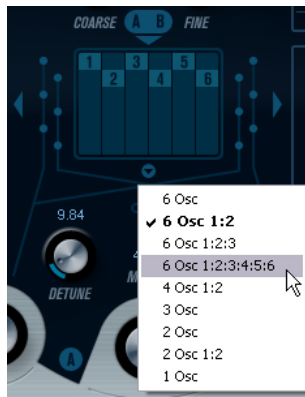 COARSE A B FINE
1 3 5
2 4 6
9.84
DETUNE
A
6 Osc
6 Osc 1:2
6 Osc 1:2:3
6 Osc 1:2:3:4:5:6
4 Osc 1:2
3 Osc
2 Osc
2 Osc 1:2
1 Osc